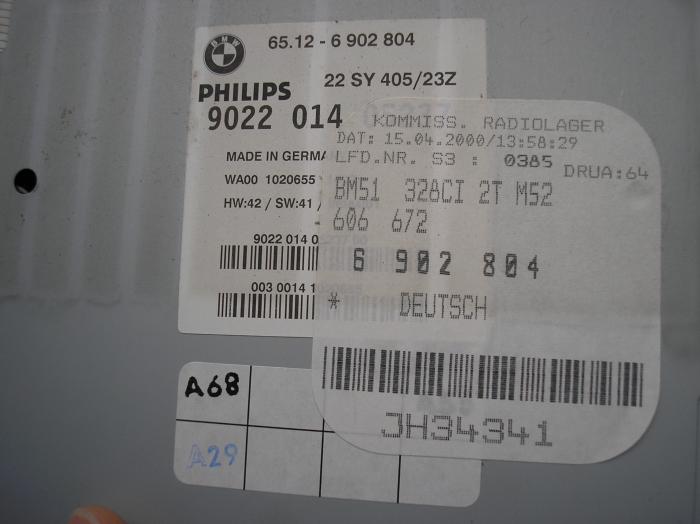 BMW
65.12 - 6 902 804
22 SY 405/23Z
PHILIPS
9022 014
MADE IN GERMA
WA00 1020655
HW:42 / SW:41 /
9022 014 0
003 0014 1
KOMMISS. RADIOLAGER
DAT: 15.04.2000/13:58:29
LFD.NR. S3 : 0385 DRUA:64
BM51 328CI 2T M52
606 672
6 902 804
* DEUTSCH
JH34341
A68
A29